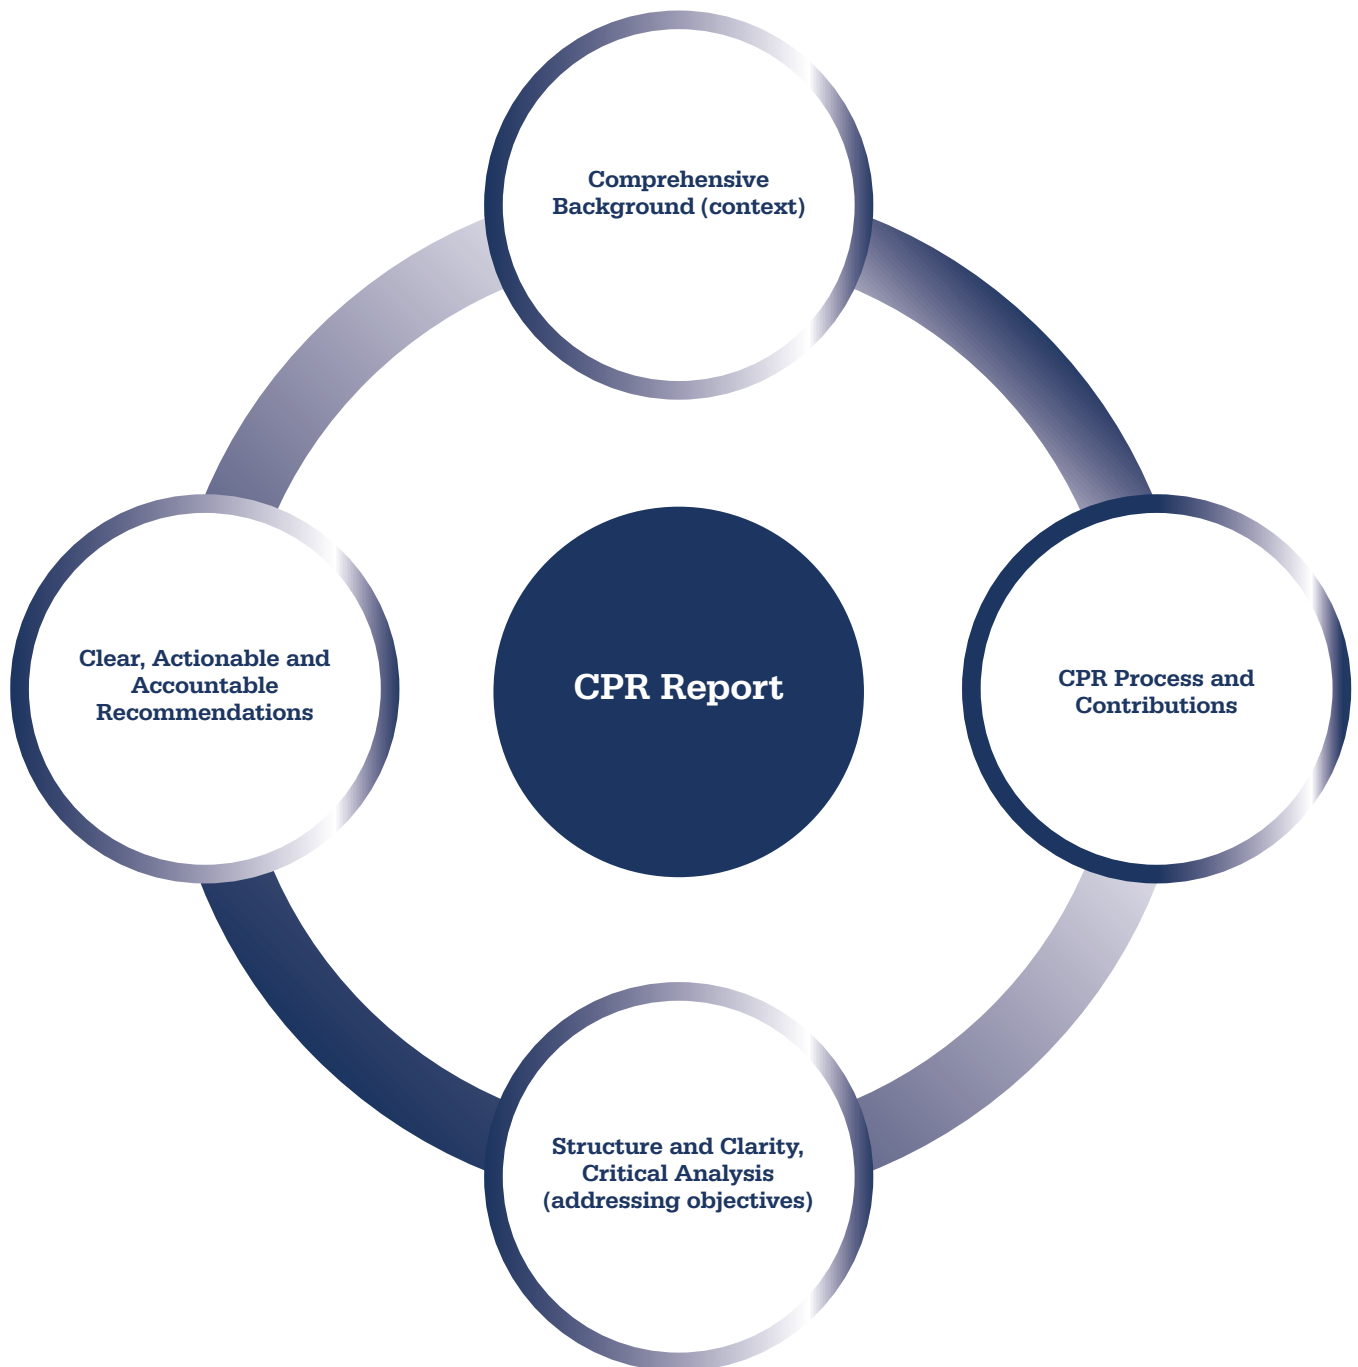 Comprehensive
Background (context)
Clear, Actionable and
Accountable
Recommendations
CPR Report
CPR Process and
Contributions
Structure and Clarity,
Critical Analysis
(addressing objectives)